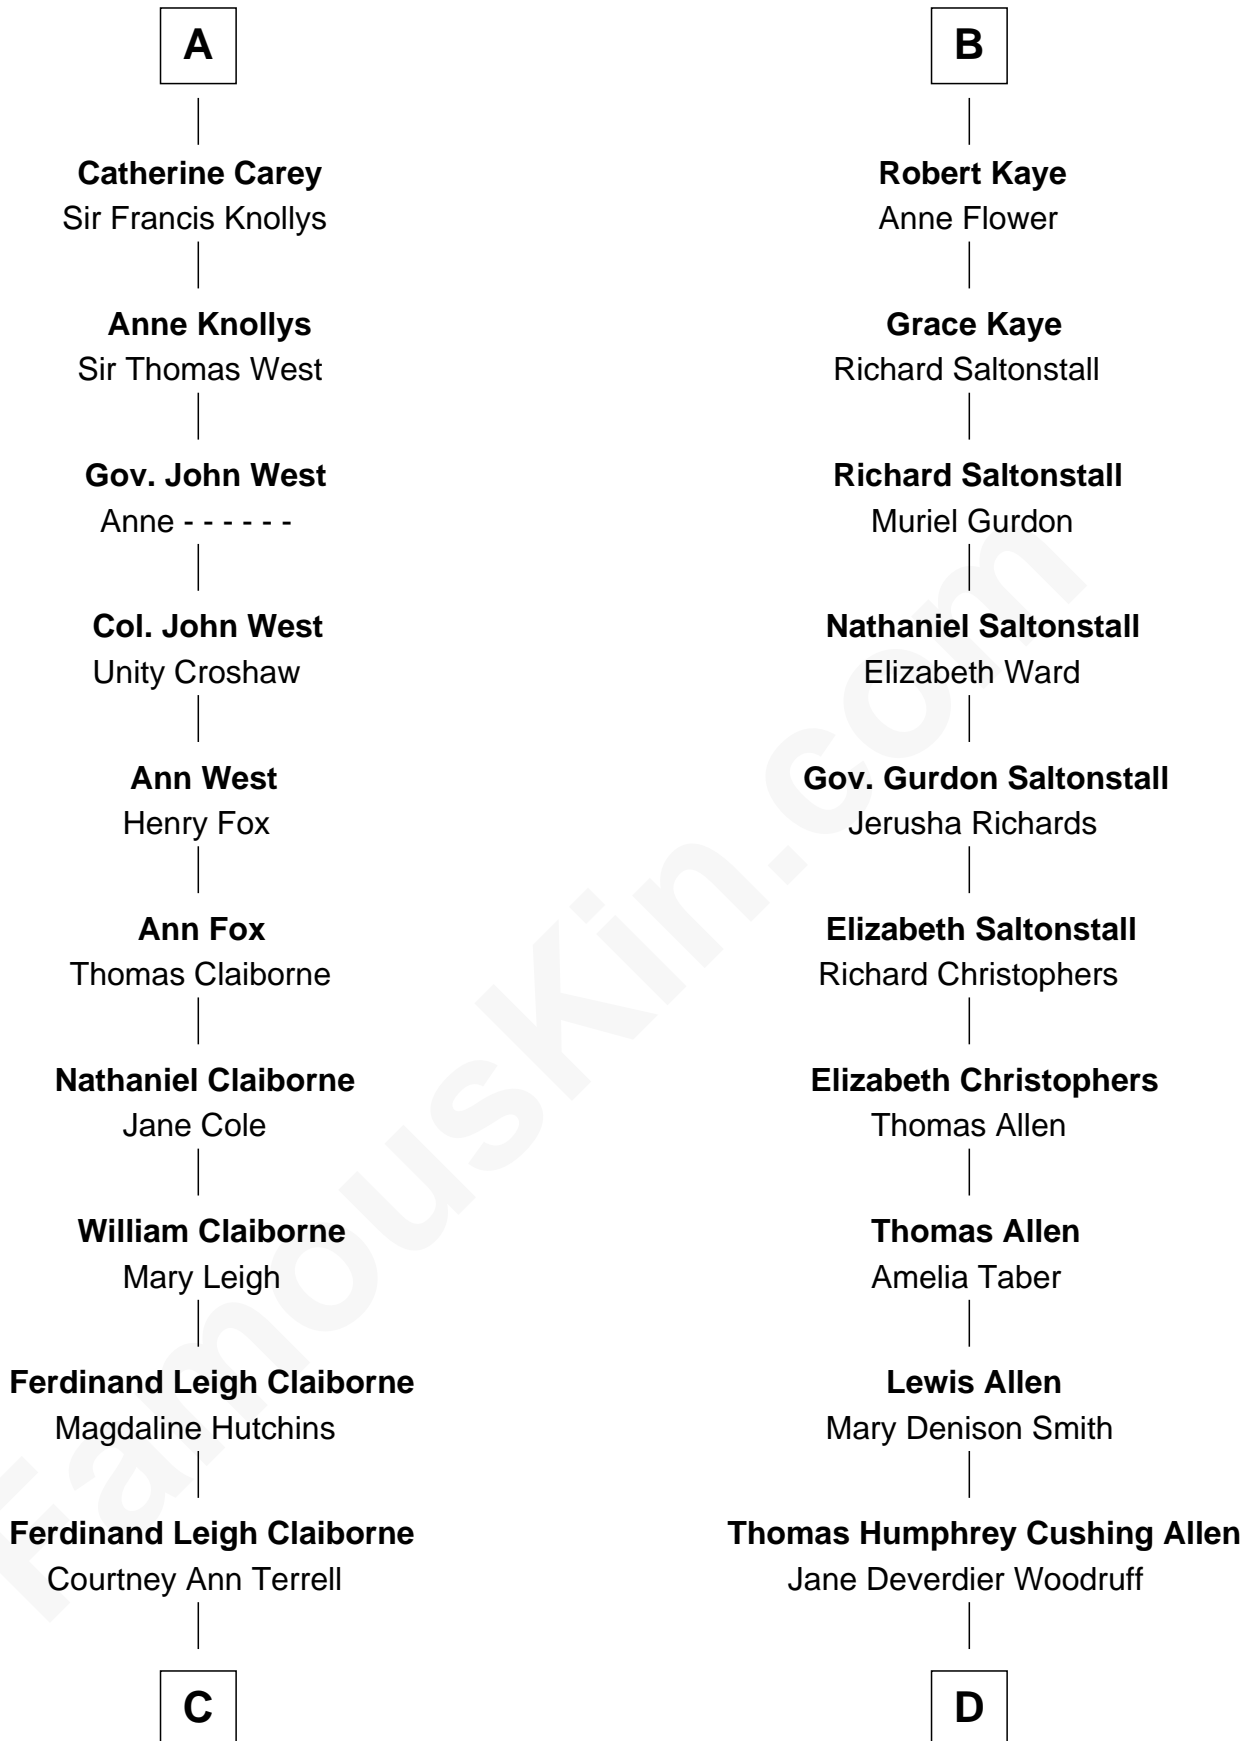 A
Catherine Carey
Sir Francis Knollys
Anne Knollys
Sir Thomas West
Gov. John West
Anne - - - - - -
Col. John West
Unity Croshaw
Ann West
Henry Fox
Ann Fox
Thomas Claiborne
Nathaniel Claiborne
Jane Cole
William Claiborne
Mary Leigh
Ferdinand Leigh Claiborne
Magdaline Hutchins
Ferdinand Leigh Claiborne
Courtney Ann Terrell
C
B
Robert Kaye
Anne Flower
Grace Kaye
Richard Saltonstall
Richard Saltonstall
Muriel Gurdon
Nathaniel Saltonstall
Elizabeth Ward
Gov. Gurdon Saltonstall
Jerusha Richards
Elizabeth Saltonstall
Richard Christophers
Elizabeth Christophers
Thomas Allen
Thomas Allen
Amelia Taber
Lewis Allen
Mary Denison Smith
Thomas Humphrey Cushing Allen
Jane Deverdier Woodruff
D
FamousKin.com